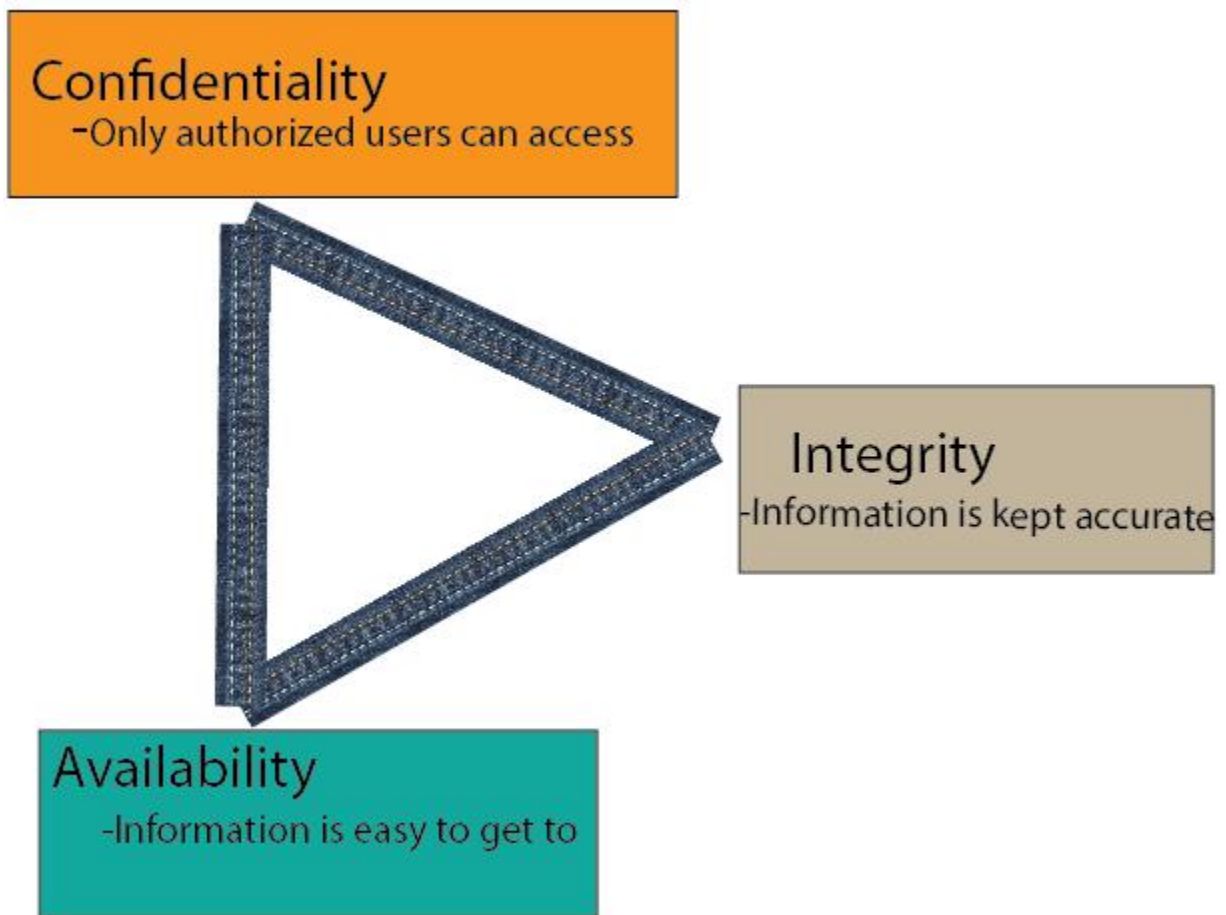 Confidentiality
-Only authorized users can access
Integrity
-Information is kept accurate
Availability
-Information is easy to get to